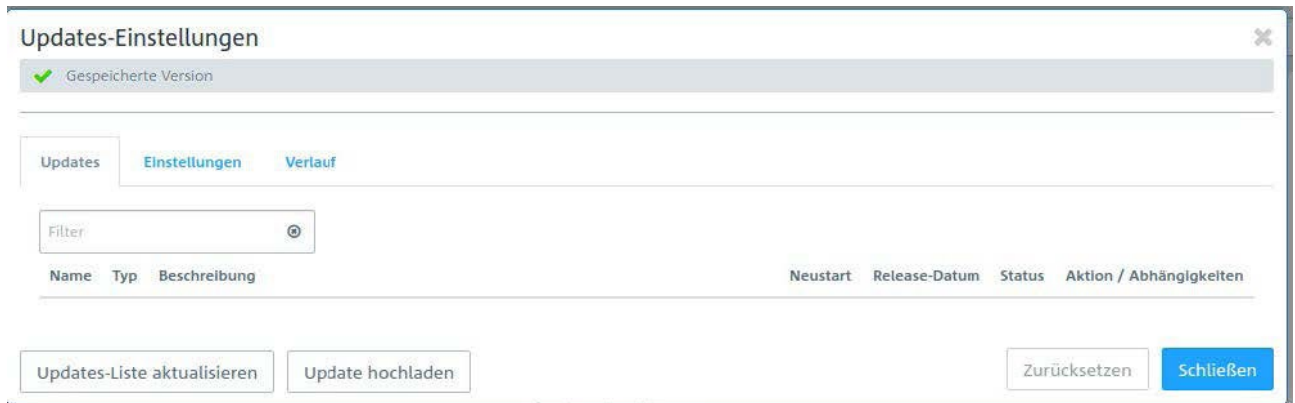 Updates-Einstellungen
Gespeicherte Version
Updates Einstellungen Verlauf
Filter
Name Typ Beschreibung Neustart Release-Datum Status Aktion / Abhängigkeiten
Updates-Liste aktualisieren Update hochladen Zurücksetzen Schließen